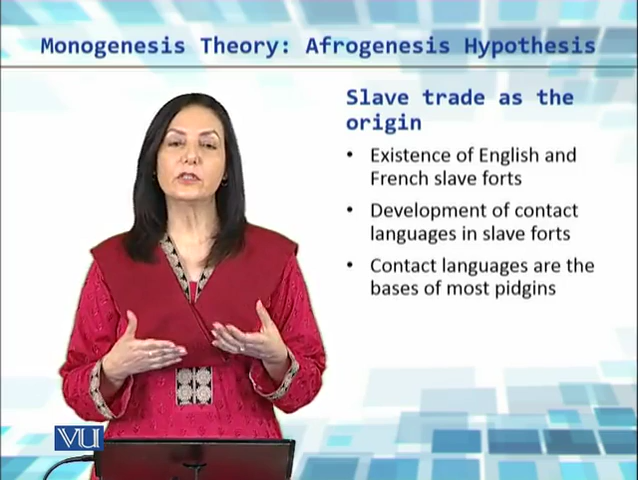 Monogenesis Theory: Afrogenesis Hypothesis
Slave trade as the
origin
• Existence of English and
French slave forts
• Development of contact
languages in slave forts
• Contact languages are the
bases of most pidgins
VU